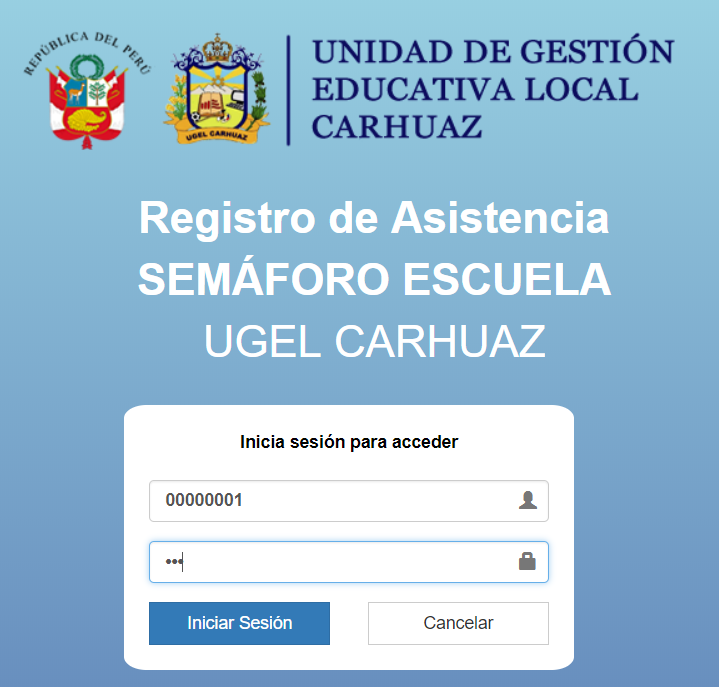 REPÚBLICA DEL PERÚ
UGEL CARHUAZ
UNIDAD DE GESTIÓN
EDUCATIVA LOCAL
CARHUAZ
Registro de Asistencia
SEMÁFORO ESCUELA
UGEL CARHUAZ
Inicia sesión para acceder
00000001
•••
Iniciar Sesión
Cancelar